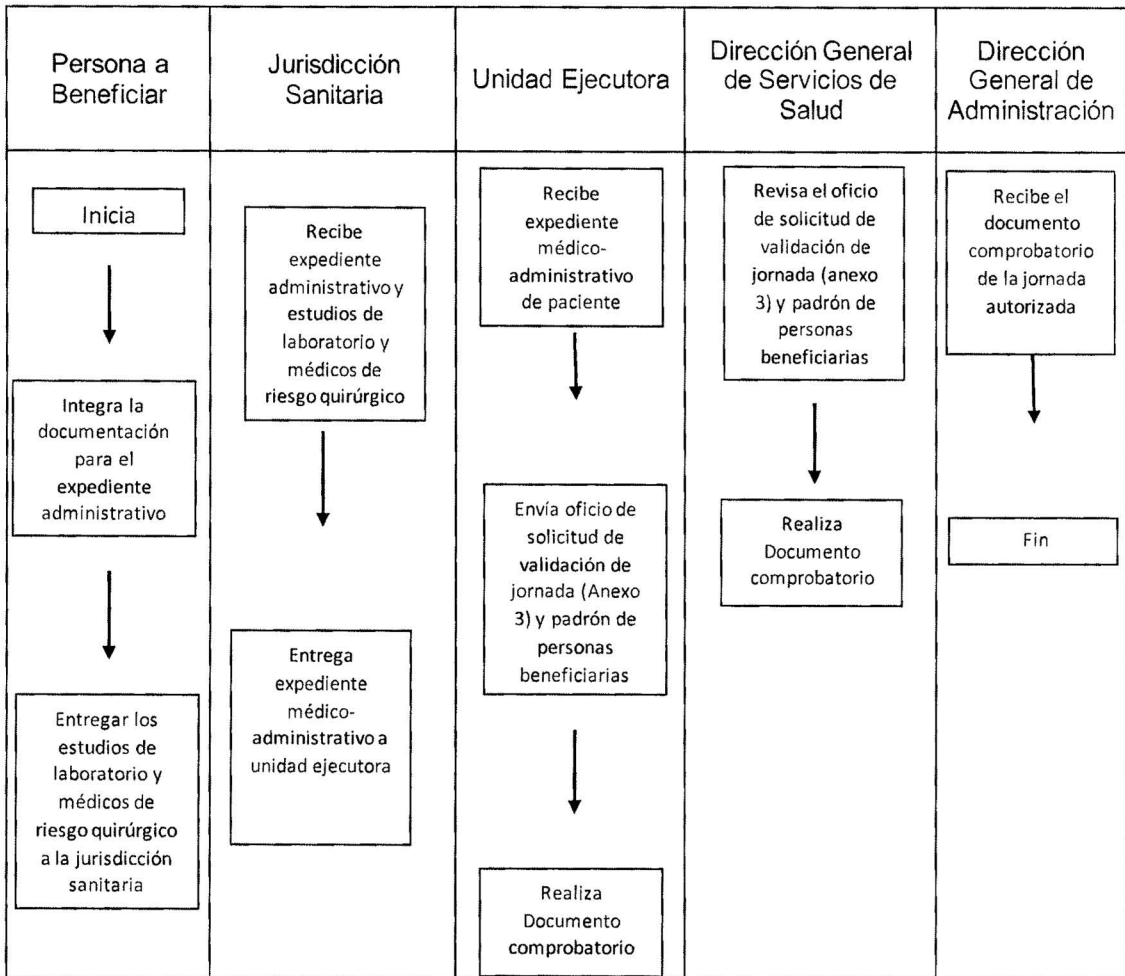 Persona a
Beneficiar
Jurisdicción
Sanitaria
Unidad Ejecutora
Dirección General
de Servicios de
Salud
Dirección
General de
Administración
Inicia
Integra la
documentación
para el
expediente
administrativo
Entregar los
estudios de
laboratorio y
médicos de
riesgo quirúrgico
a la jurisdicción
sanitaria
Recibe
expediente
administrativo y
estudios de
laboratorio y
médicos de
riesgo quirúrgico
Entrega
expediente
médico-
administrativo a
unidad ejecutora
Recibe
expediente
médico-
administrativo
de paciente
Envía oficio de
solicitud de
validación de
jornada (Anexo
3) y padrón de
personas
beneficiarias
Realiza
Documento
comprobatorio
Revisa el oficio
de solicitud de
validación de
jornada (anexo
3) y padrón de
personas
beneficiarias
Realiza
Documento
comprobatorio
Recibe el
documento
comprobatorio
de la jornada
autorizada
Fin